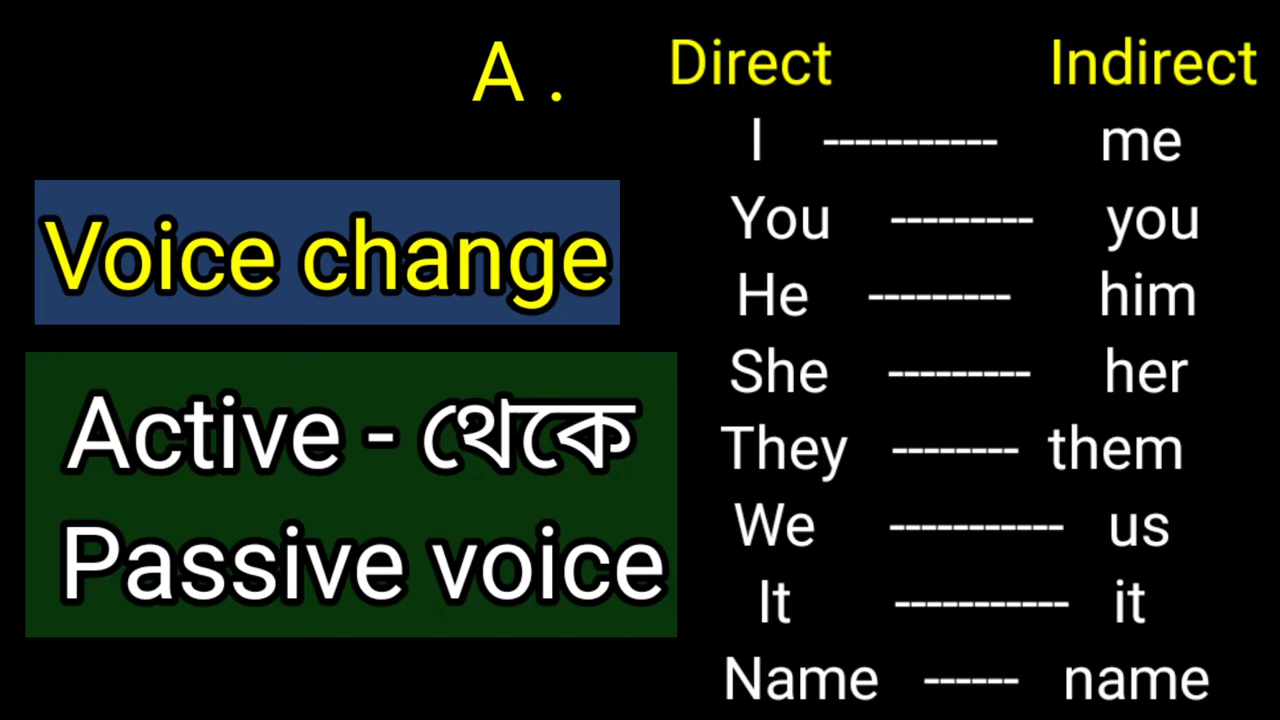 A .
Voice change
Active - থেকে
Passive voice
Direct Indirect
I ----------- me
You --------- you
He --------- him
She --------- her
They -------- them
We ----------- us
It ----------- it
Name ------ name